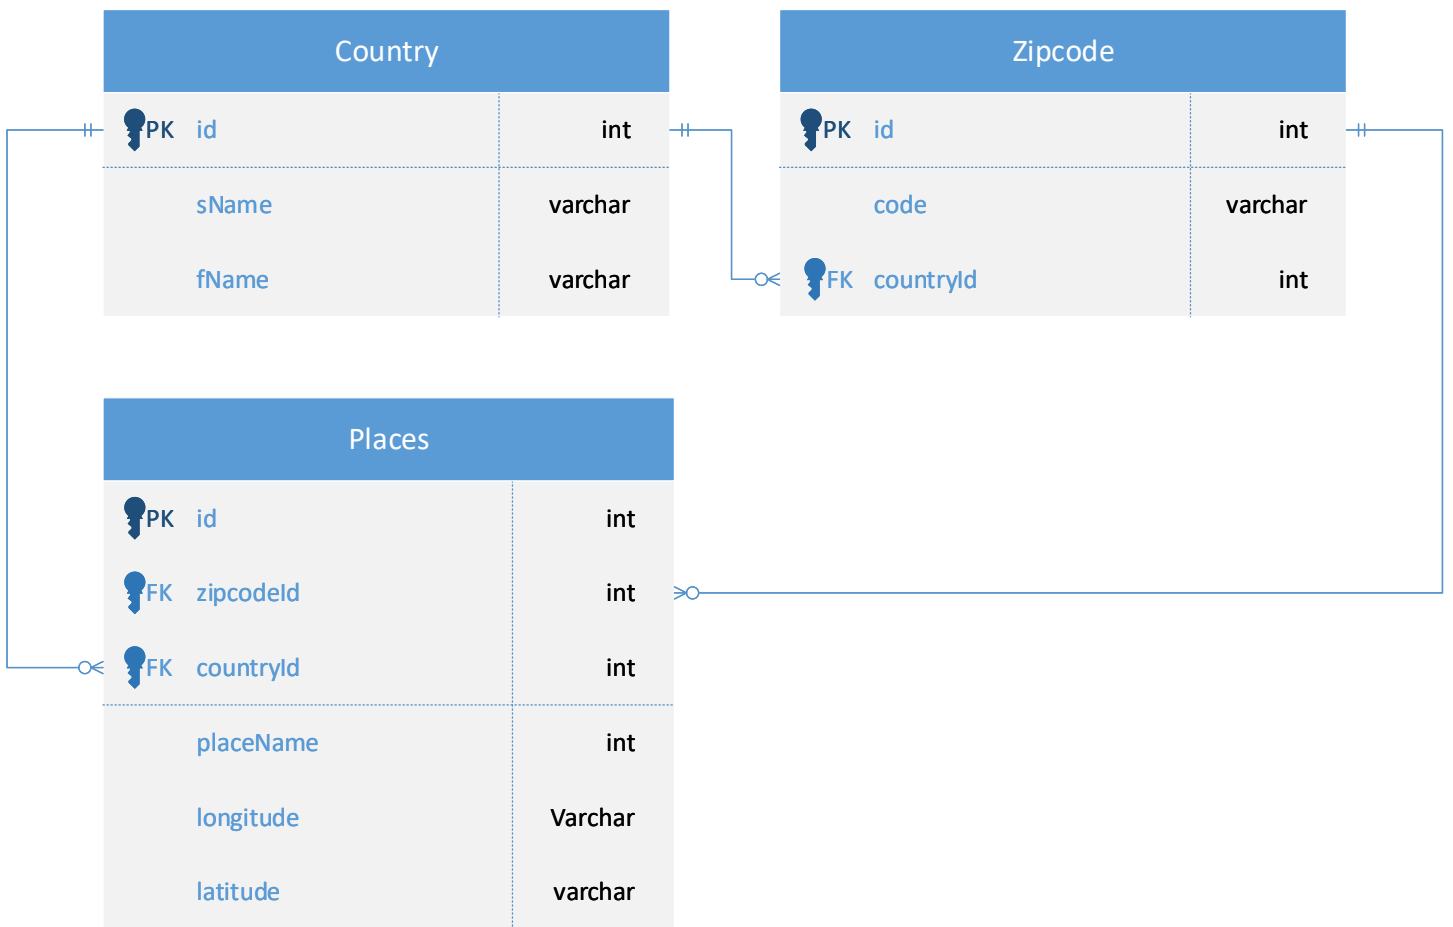 Country
PK id int
sName varchar
fName varchar
Zipcode
PK id int
code varchar
FK countryId int
Places
PK id int
FK zipcodeId int
FK countryId int
placeName int
longitude Varchar
latitude varchar